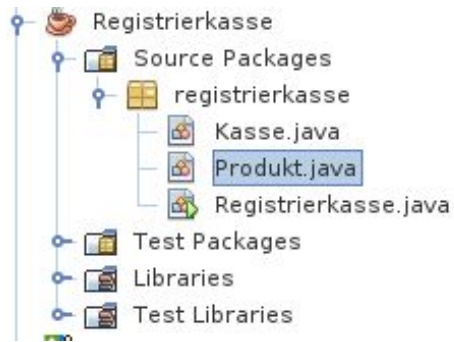 Registrierkasse
Source Packages
registrierkasse
Kasse.java
Produkt.java
Registrierkasse.java
Test Packages
Libraries
Test Libraries